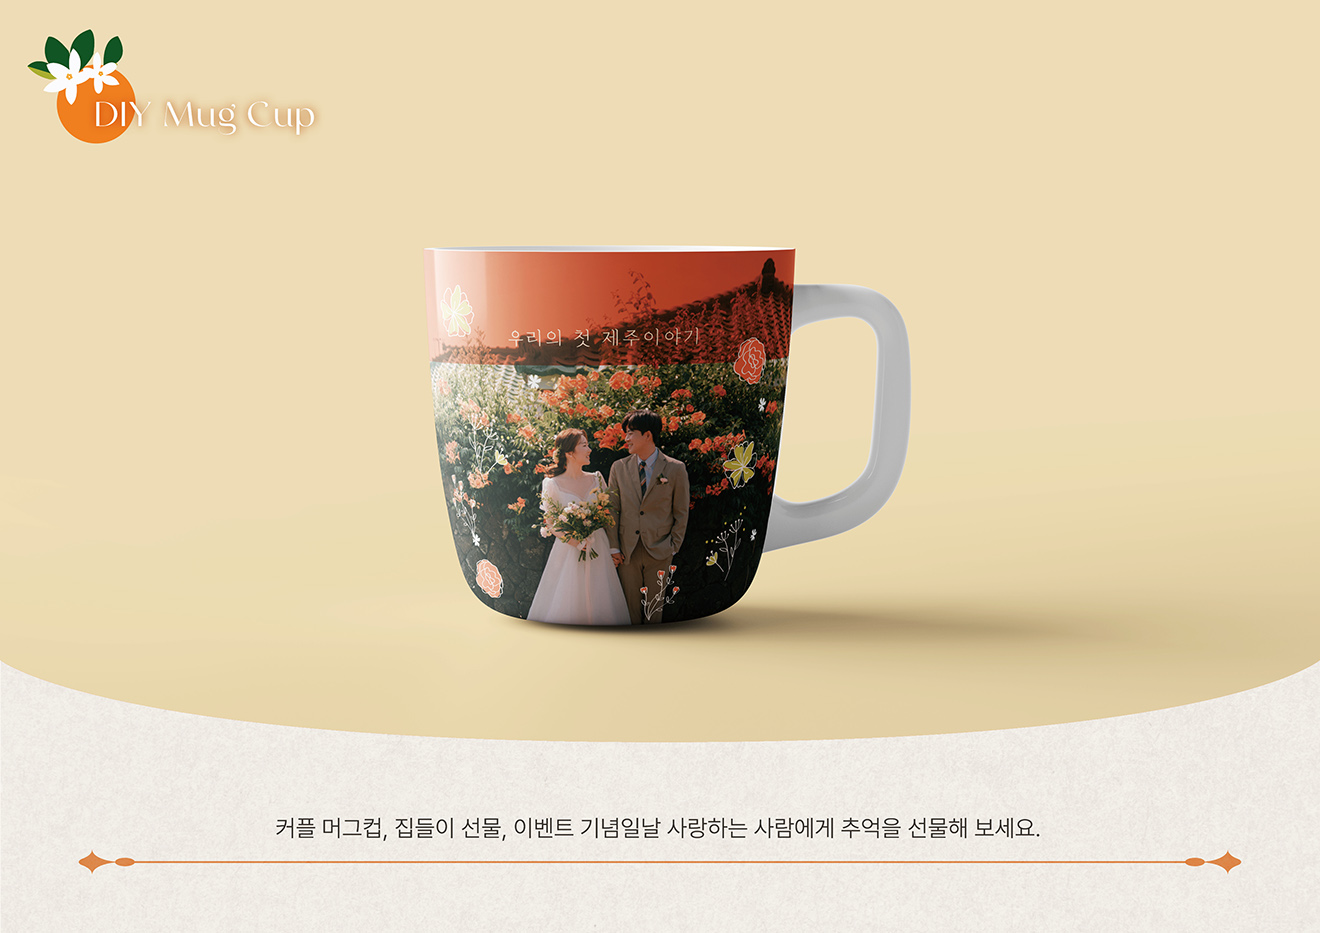 DIY Mug Cup
우리의 첫 제주이야기
커플 머그컵, 집들이 선물, 이벤트 기념일날 사랑하는 사람에게 추억을 선물해 보세요.